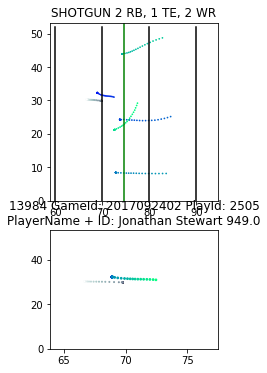 SHOTGUN 2 RB, 1 TE, 2 WR
50
40
30
20
10
0
60 70 80 90
13984 GameId: 2017092402 PlayId: 2505
PlayerName + ID: Jonathan Stewart 949.0
40
20
0
65 70 75